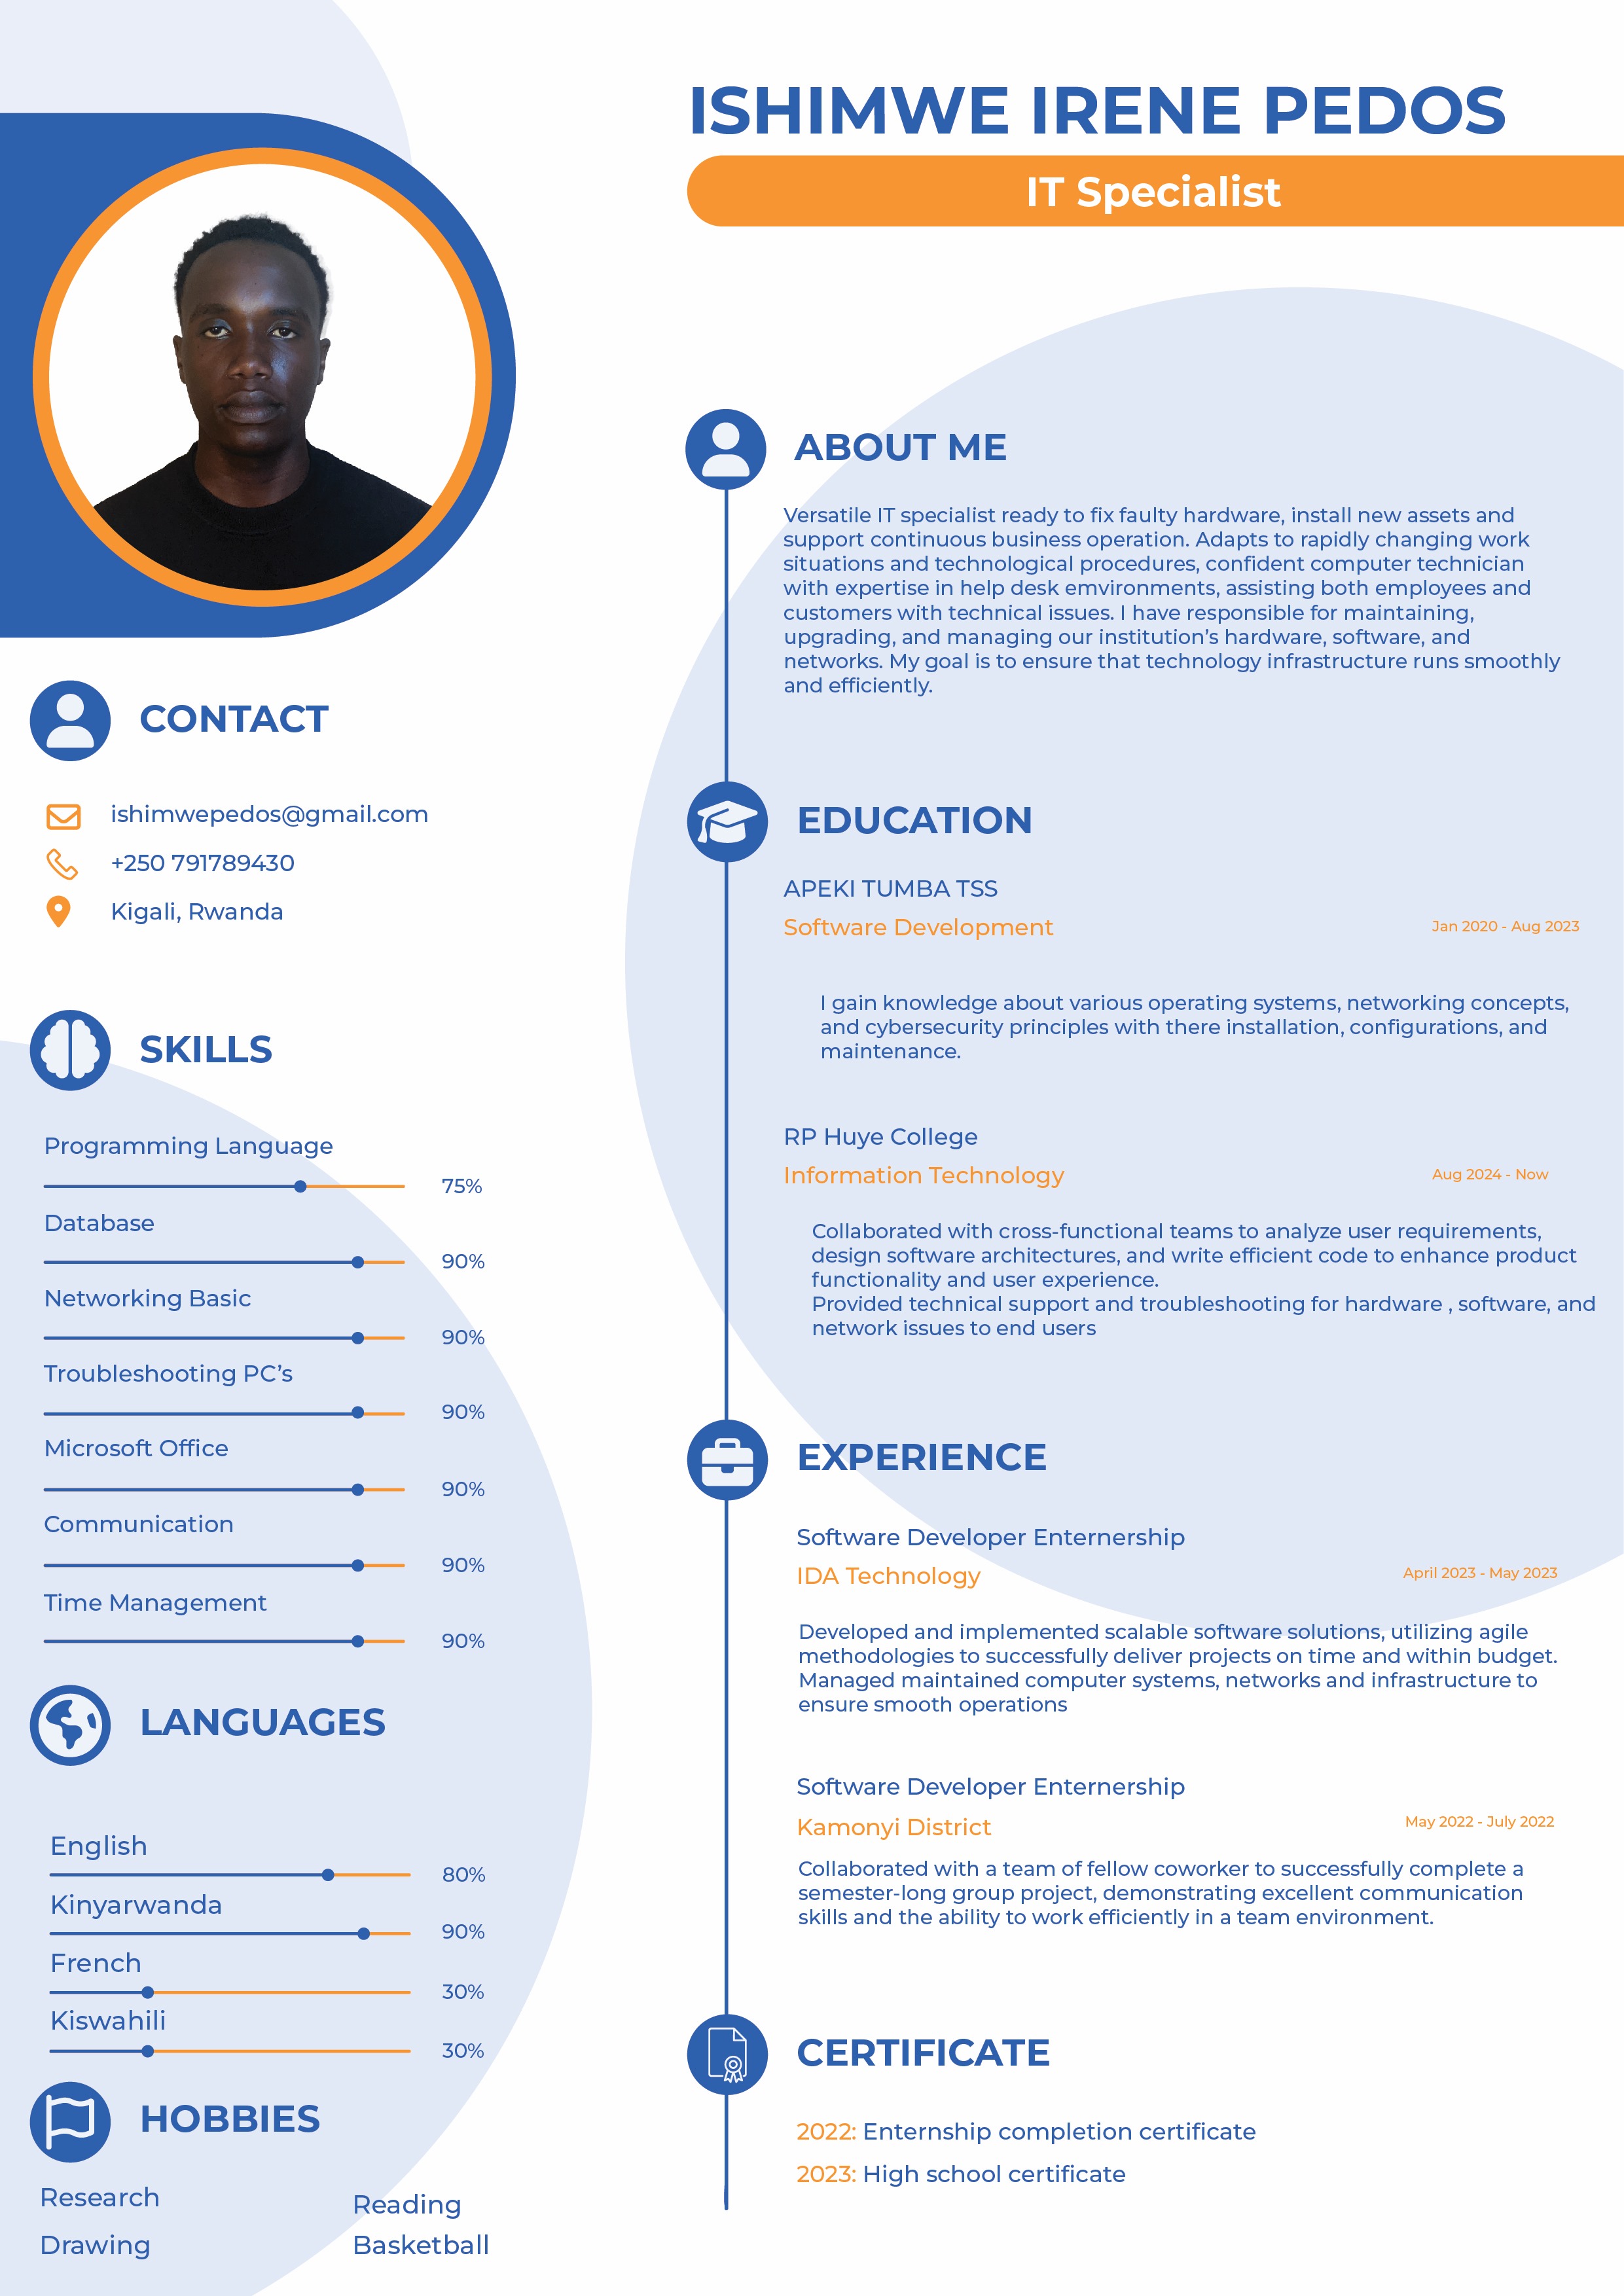 ISHIMWE IRENE PEDOS
IT Specialist
CONTACT
ishimwepedos@gmail.com
+250 791789430
Kigali, Rwanda
SKILLS
Programming Language
75%
Database
90%
Networking Basic
90%
Troubleshooting PC’s
90%
Microsoft Office
90%
Communication
90%
Time Management
90%
LANGUAGES
English
80%
Kinyarwanda
90%
French
30%
Kiswahili
30%
HOBBIES
Research
Reading
Drawing
Basketball
ABOUT ME
Versatile IT specialist ready to fix faulty hardware, install new assets and
support continuous business operation. Adapts to rapidly changing work
situations and technological procedures, confident computer technician
with expertise in help desk emvironments, assisting both employees and
customers with technical issues. I have responsible for maintaining,
upgrading, and managing our institution’s hardware, software, and
networks. My goal is to ensure that technology infrastructure runs smoothly
and efficiently.
EDUCATION
APEKI TUMBA TSS
Software Development
Jan 2020 - Aug 2023
I gain knowledge about various operating systems, networking concepts,
and cybersecurity principles with there installation, configurations, and
maintenance.
RP Huye College
Information Technology
Aug 2024 - Now
Collaborated with cross-functional teams to analyze user requirements,
design software architectures, and write efficient code to enhance product
functionality and user experience.
Provided technical support and troubleshooting for hardware , software, and
network issues to end users
EXPERIENCE
Software Developer Enternership
IDA Technology
April 2023 - May 2023
Developed and implemented scalable software solutions, utilizing agile
methodologies to successfully deliver projects on time and within budget.
Managed maintained computer systems, networks and infrastructure to
ensure smooth operations
Software Developer Enternership
Kamonyi District
May 2022 - July 2022
Collaborated with a team of fellow coworker to successfully complete a
semester-long group project, demonstrating excellent communication
skills and the ability to work efficiently in a team environment.
CERTIFICATE
2022: Enternship completion certificate
2023: High school certificate